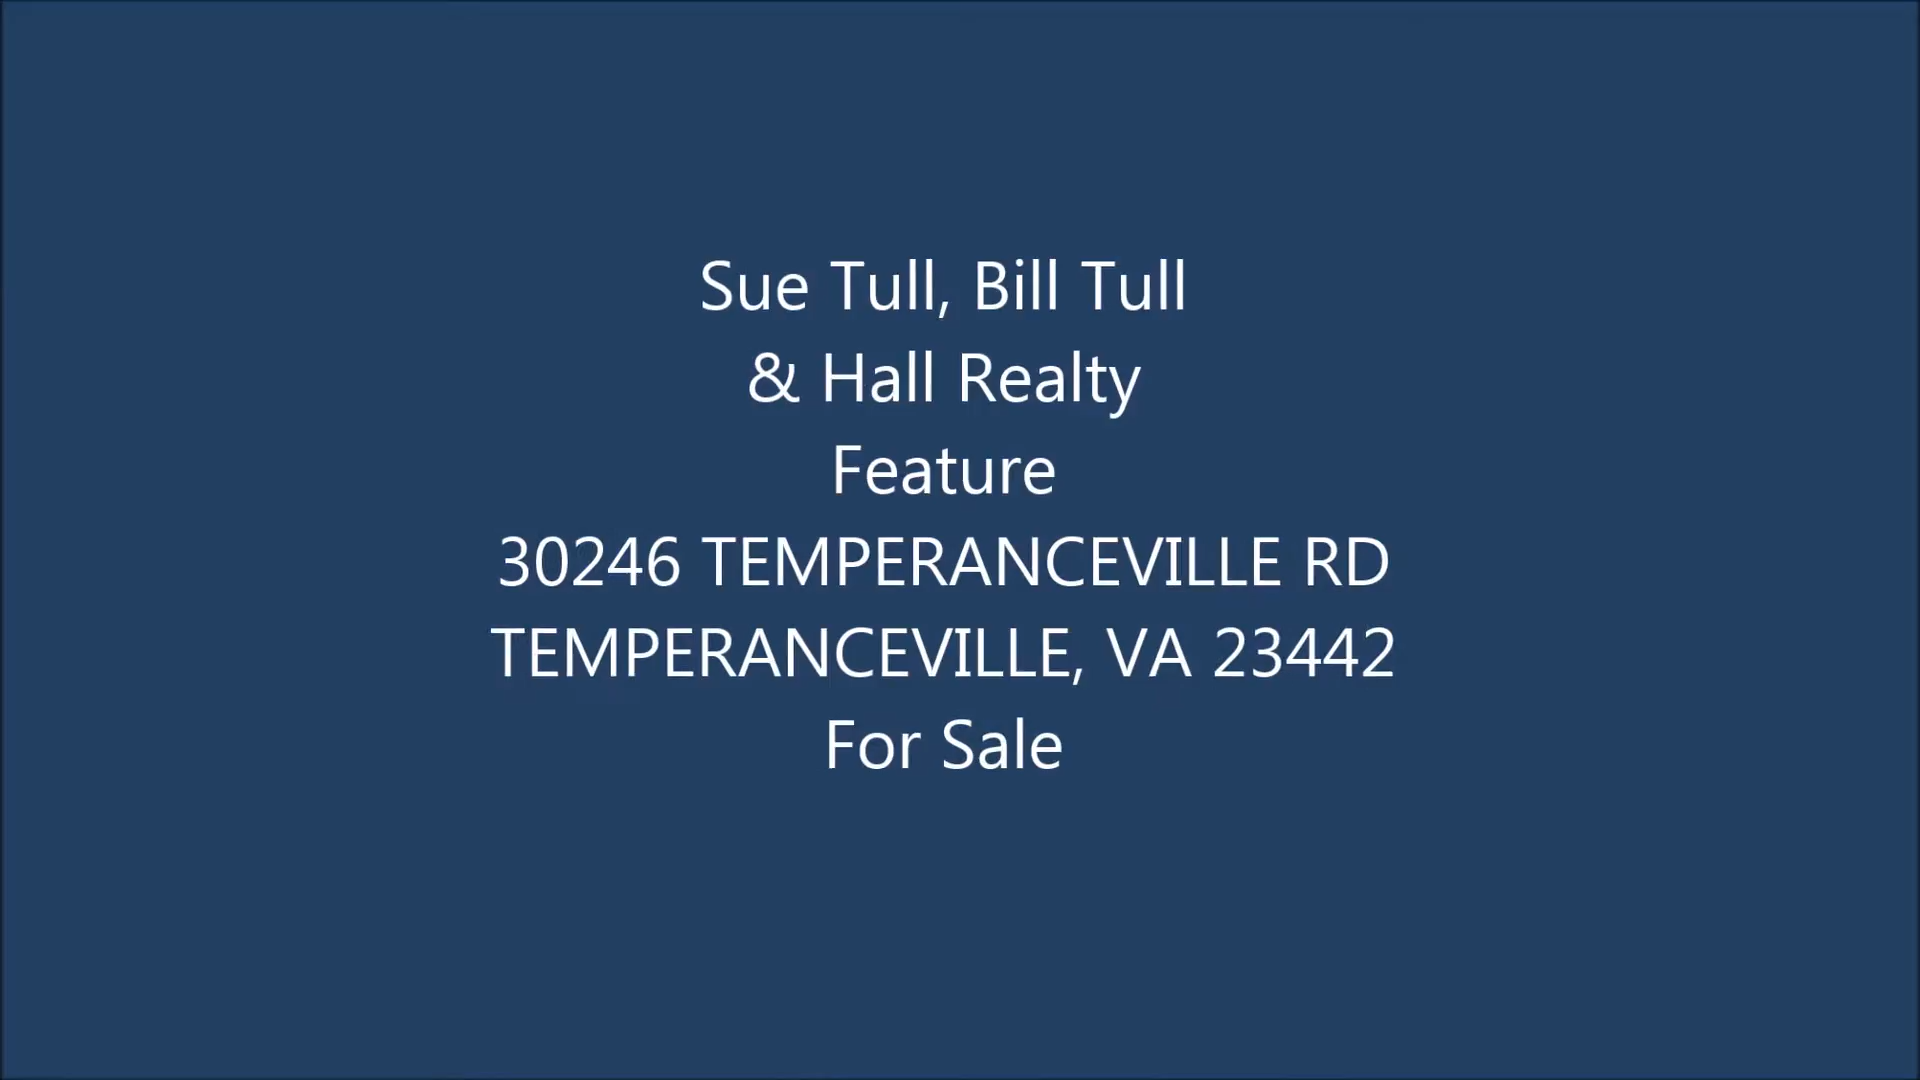 Sue Tull, Bill Tull
& Hall Realty
Feature
30246 TEMPERANCEVILLE RD
TEMPERANCEVILLE, VA 23442
For Sale